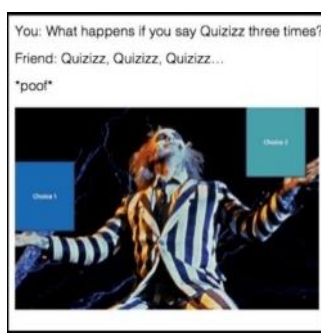 You: What happens if you say Quizizz three times?
Friend: Quizizz, Quizizz, Quizizz...
*poof*
Choice 2
Choice 1